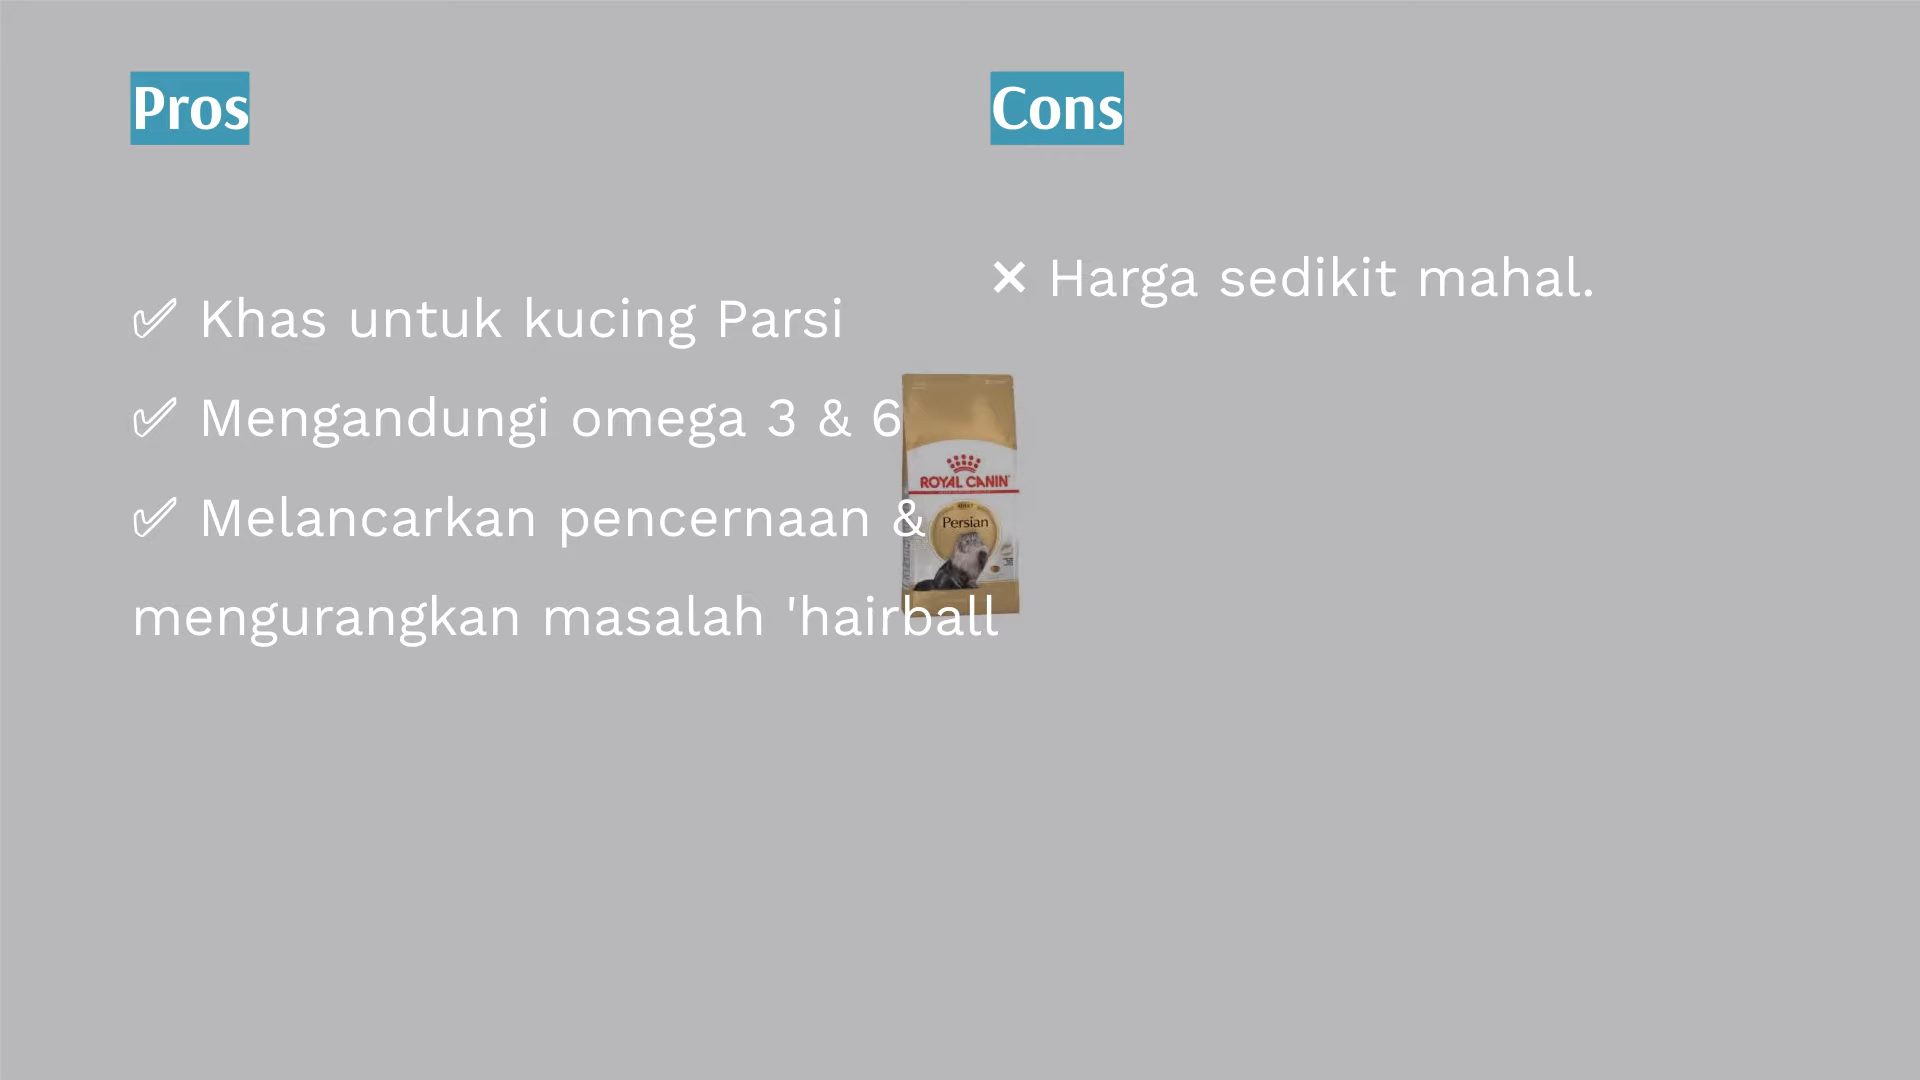 Pros
✅ Khas untuk kucing Parsi
✅ Mengandungi omega 3 & 6
✅ Melancarkan pencernaan &
mengurangkan masalah 'hairball
Cons
❌ Harga sedikit mahal.
ROYAL CANIN
Persian